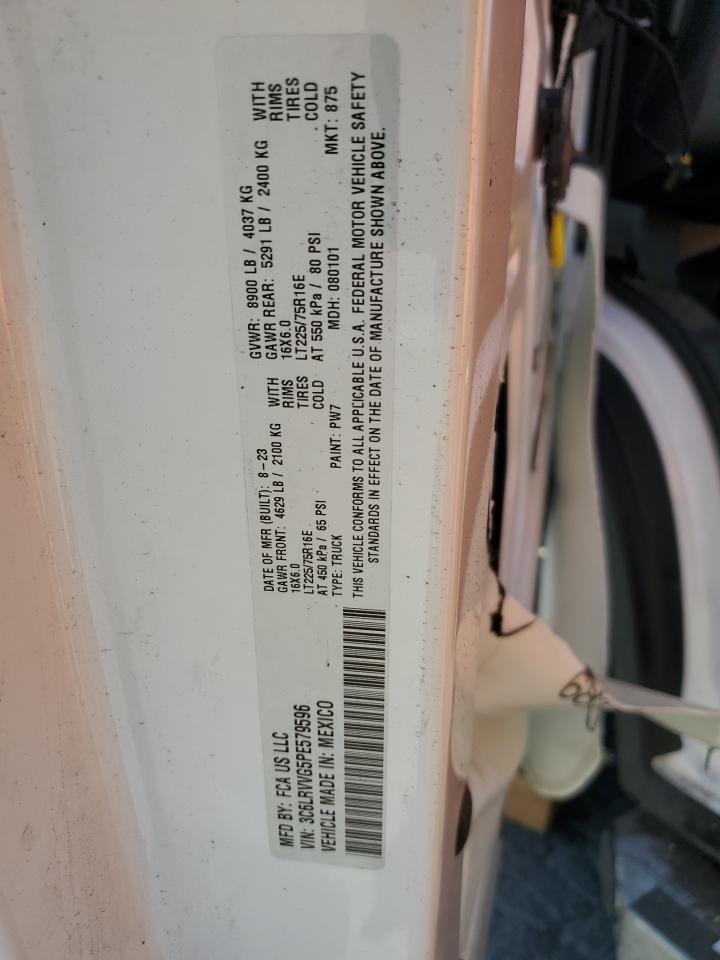 MFD BY: FCA US LLC
VIN: 3C6LRVVG5PE579596
VEHICLE MADE IN: MEXICO
DATE OF MFR (BUILT): 8-23
GAWR FRONT: 4629 LB / 2100 KG WITH
16X6.0 RIMS
LT225/75R16E TIRES
AT 450 kPa / 65 PSI COLD
TYPE: TRUCK PAINT: PW7
GVWR: 8900 LB / 4037 KG
GAWR REAR: 5291 LB / 2400 KG WITH
16X6.0 RIMS
LT225/75R16E TIRES
AT 550 kPa / 80 PSI COLD
MDH: 080101 MKT: 875
THIS VEHICLE CONFORMS TO ALL APPLICABLE U.S.A. FEDERAL MOTOR VEHICLE SAFETY
STANDARDS IN EFFECT ON THE DATE OF MANUFACTURE SHOWN ABOVE.